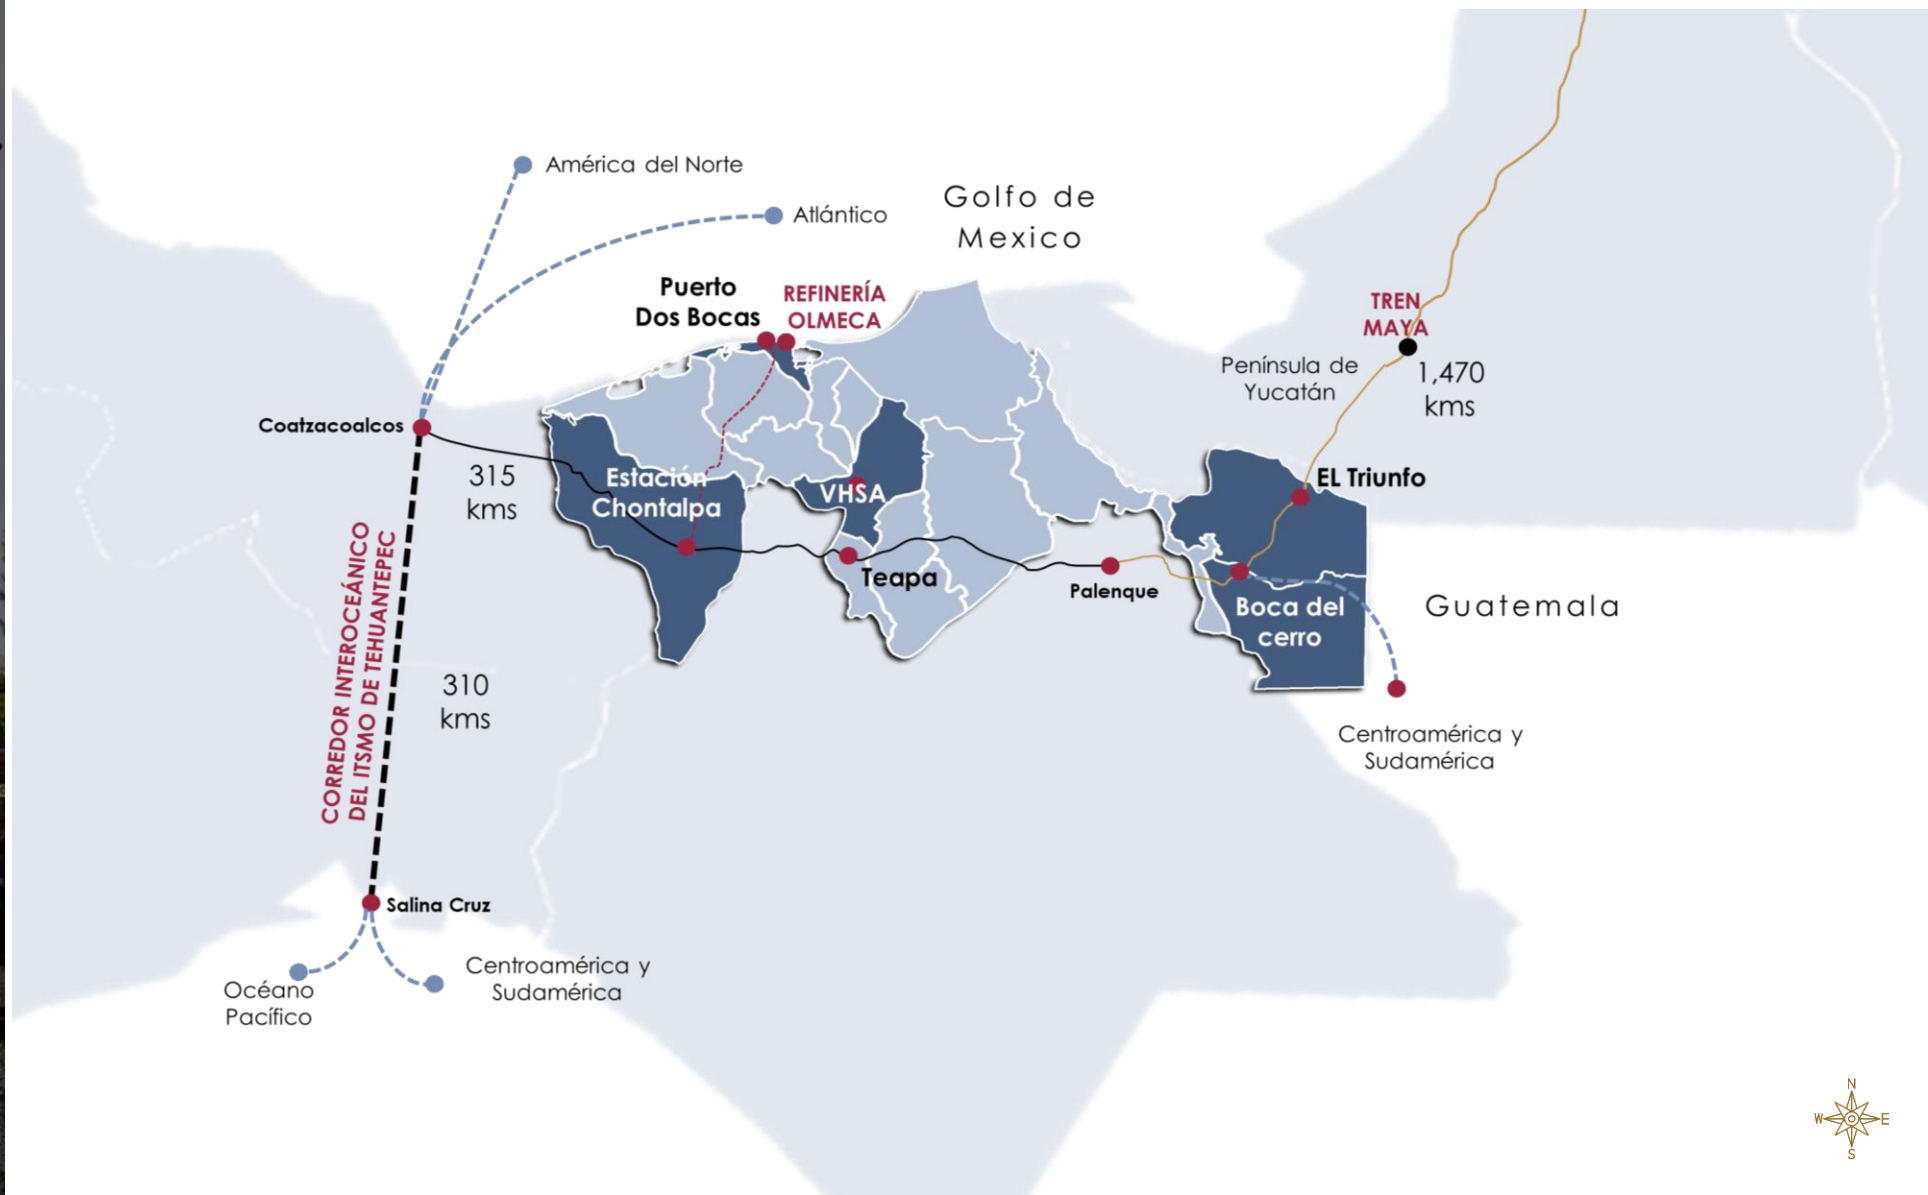 América del Norte
Atlántico
Golfo de
Mexico
Puerto
Dos Bocas
REFINERÍA
OLMECA
TREN
MAYA
Península de
Yucatán
1,470
kms
Coatzacoalcos
315
kms
Estación
Chontalpa
VHSA
EL Triunfo
Teapa
Palenque
Boca del
cerro
Guatemala
CORREDOR INTEROCEÁNICO
DEL ITSMO DE TEHUANTEPEC
310
kms
Centroamérica y
Sudamérica
Salina Cruz
Océano
Pacífico
Centroamérica y
Sudamérica
N
W
E
S